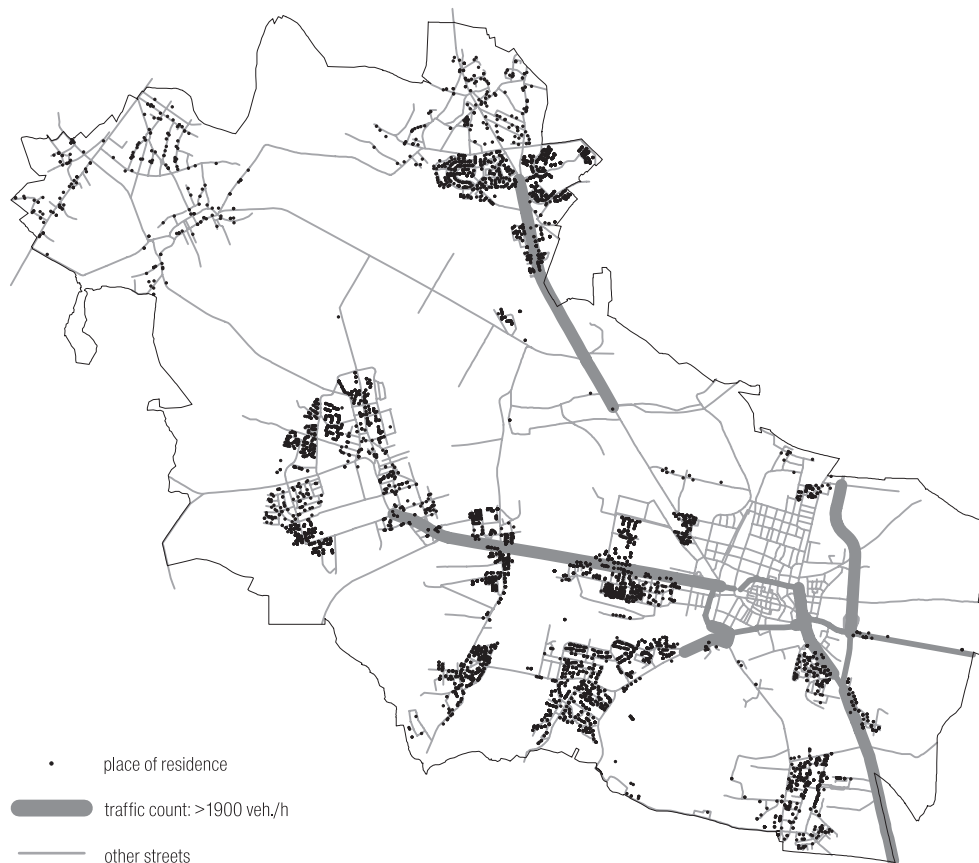 place of residence
traffic count: >1900 veh./h
other streets